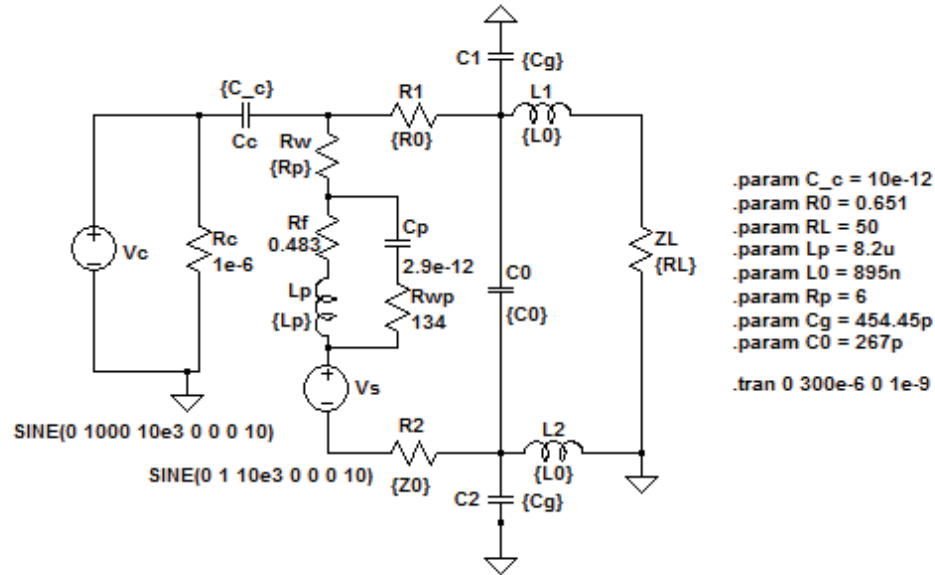 C1
{Cg}
{C_c}
Cc
R1
{R0}
L1
{L0}
Rw
{Rp}
Rf
0.483
Cp
2.9e-12
Vc
Rc
1e-6
Lp
{Lp}
Rwp
134
C0
{C0}
ZL
{RL}
.param C_c = 10e-12
.param R0 = 0.651
.param RL = 50
.param Lp = 8.2u
.param L0 = 895n
.param Rp = 6
.param Cg = 454.45p
.param C0 = 267p
.tran 0 300e-6 0 1e-9
Vs
SINE(0 1000 10e3 0 0 0 10)
R2
{Z0}
L2
{L0}
SINE(0 1 10e3 0 0 0 10)
C2
{Cg}